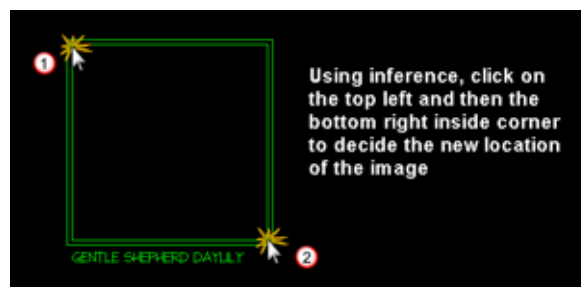 1
Using inference, click on
the top left and then the
bottom right inside corner
to decide the new location
of the image
GENTLE SHEPHERD DAYLILY
2